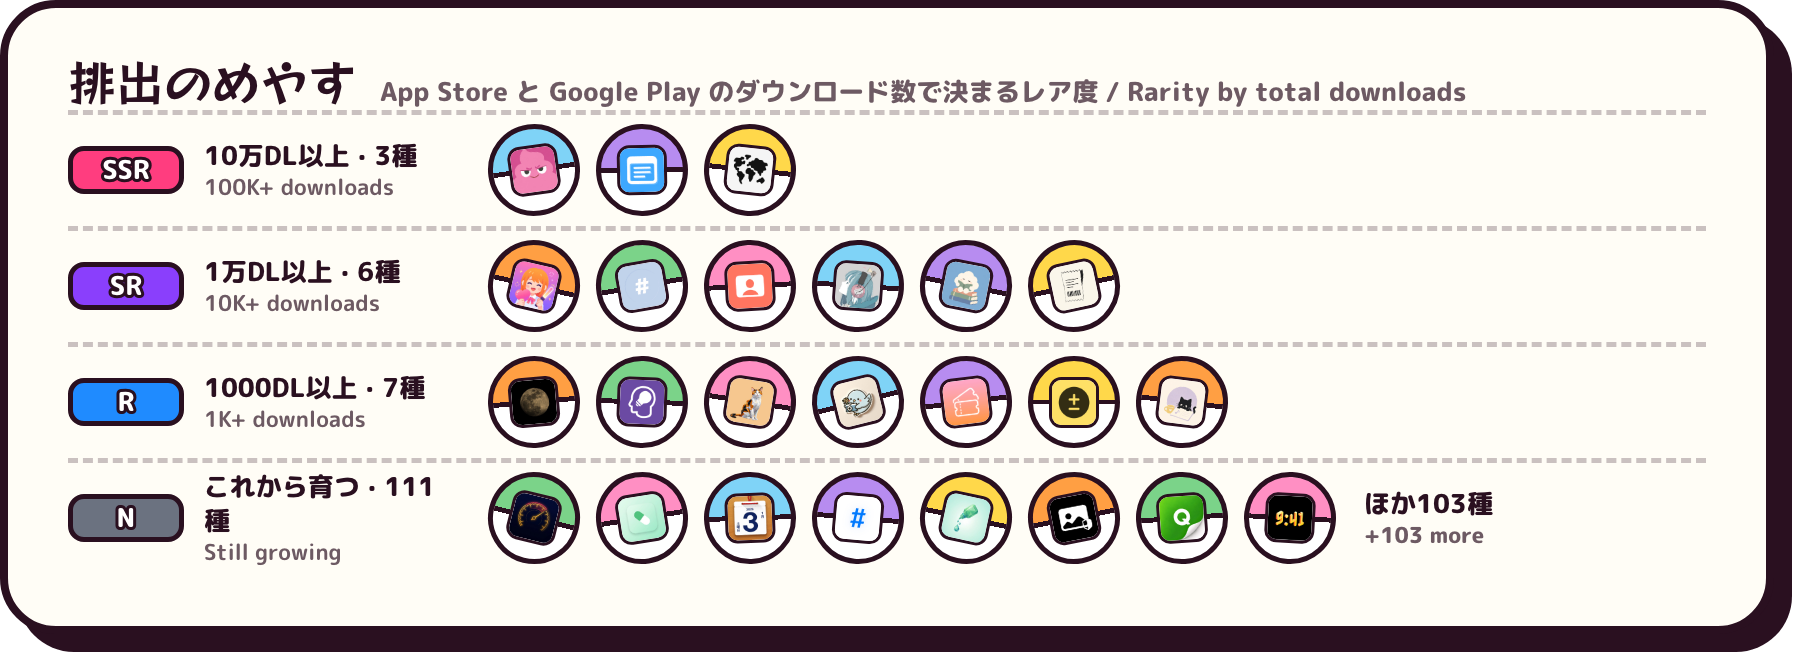 排出のめやす App Store と Google Play のダウンロード数で決まるレア度 / Rarity by total downloads
SSR
10万DL以上・3種
100K+ downloads
SR
1万DL以上・6種
10K+ downloads
#
R
1000DL以上・7種
1K+ downloads
N
これから育つ・111
種
Still growing
3
#
Q
9:41
ほか103種
+103 more